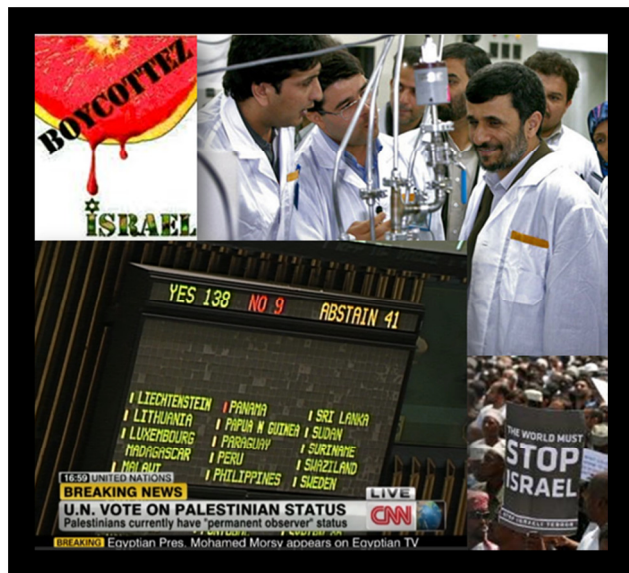 BOYCOTTEZ
ISRAEL
YES 138 NO 9 ABSTAIN 41
LIECHTENSTEIN
LITHUANIA
LUXEMBOURG
MADAGASCAR
MALAWI
PANAMA
PAPUA N GUINEA
PARAGUAY
PERU
PHILIPPINES
SRI LANKA
SUDAN
SURINAME
SWAZILAND
SWEDEN
16:59 UNITED NATIONS
BREAKING NEWS
LIVE
U.N. VOTE ON PALESTINIAN STATUS
Palestinians currently have "permanent observer" status
CNN
BREAKING Egyptian Pres. Mohamed Morsy appears on Egyptian TV
THE WORLD MUST
STOP
ISRAEL